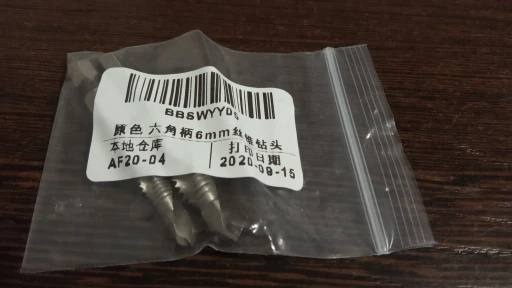 BBSWYYDS
原色 六角柄6mm丝锥钻头
本地仓库
打印日期
AF20-04
2020-09-15